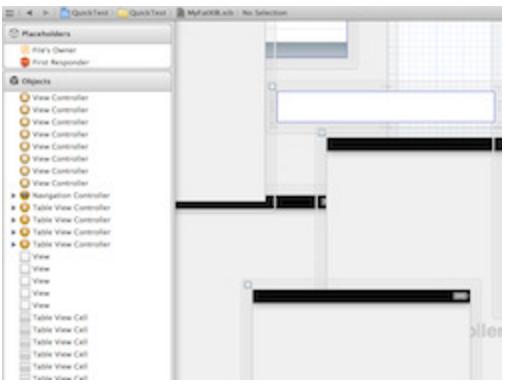 QuickTest QuickTest MyFatXIB.xib No Selection
Placeholders
File's Owner
First Responder
Objects
View Controller
View Controller
View Controller
View Controller
View Controller
View Controller
View Controller
View Controller
Navigation Controller
Table View Controller
Table View Controller
Table View Controller
Table View Controller
View
View
View
View
View
Table View Cell
Table View Cell
Table View Cell
Table View Cell
Table View Cell
Table View Cell